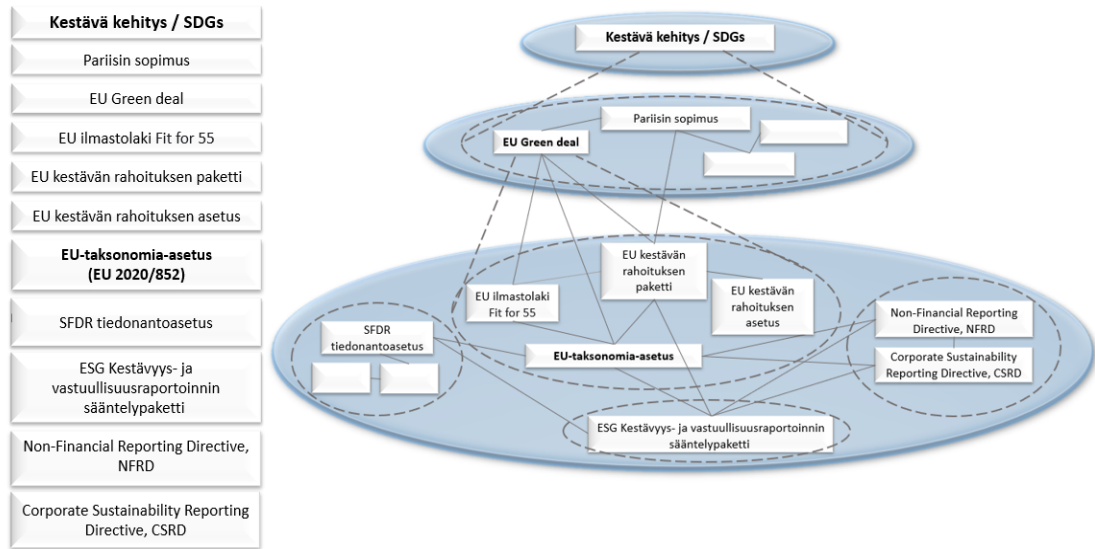 Kestävä kehitys / SDGs
Pariisin sopimus
EU Green deal
EU ilmastolaki Fit for 55
EU kestävän rahoituksen paketti
EU kestävän rahoituksen asetus
EU-taksonomia-asetus
(EU 2020/852)
SFDR tiedonantoasetus
ESG Kestävyys- ja
vastuullisuusraportoinnin
sääntelypaketti
Non-Financial Reporting Directive,
NFRD
Corporate Sustainability Reporting
Directive, CSRD
Kestävä kehitys / SDGs
Pariisin sopimus
EU Green deal
EU kestävän
rahoituksen
paketti
EU ilmastolaki
Fit for 55
EU kestävän
rahoituksen
asetus
Non-Financial Reporting
Directive, NFRD
SFDR
tiedonantoasetus
EU-taksonomia-asetus
Corporate Sustainability
Reporting Directive, CSRD
ESG Kestävyys- ja vastuullisuusraportoinnin
sääntelypaketti